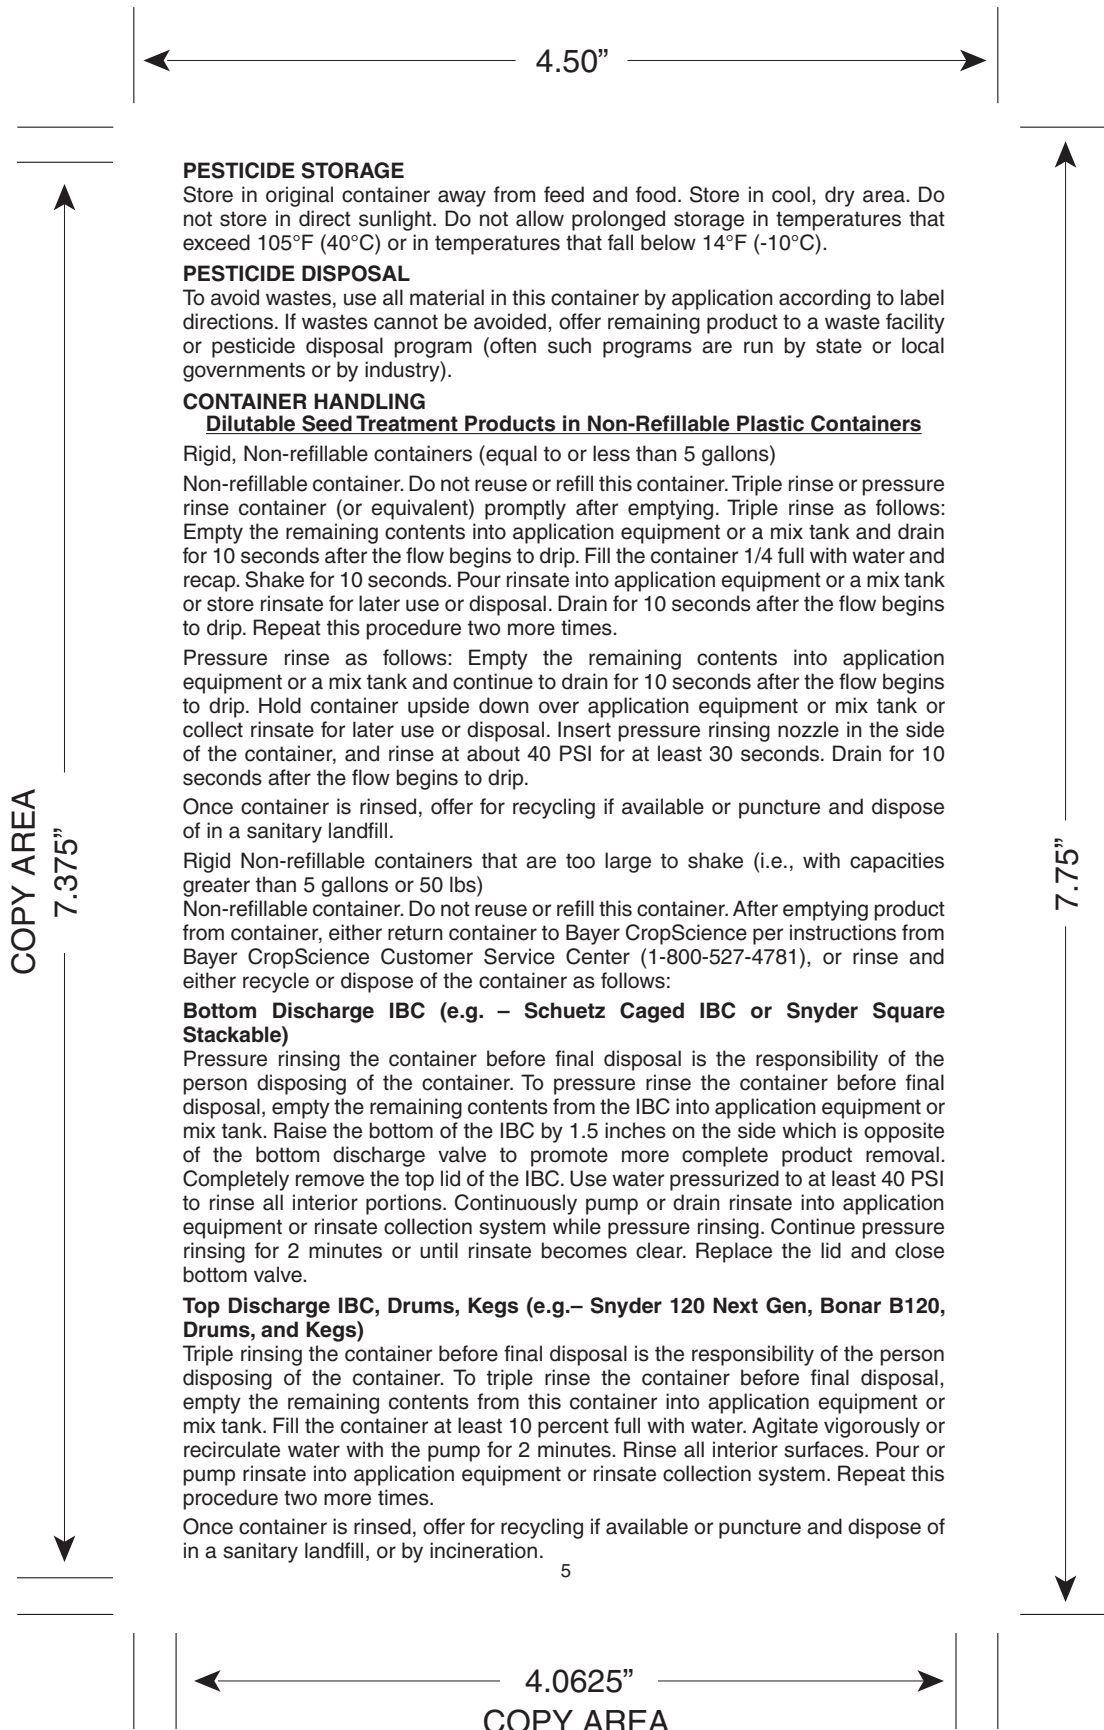 4.50”
PESTICIDE STORAGE
Store in original container away from feed and food. Store in cool, dry area. Do
not store in direct sunlight. Do not allow prolonged storage in temperatures that
exceed 105°F (40°C) or in temperatures that fall below 14°F (-10°C).
PESTICIDE DISPOSAL
To avoid wastes, use all material in this container by application according to label
directions. If wastes cannot be avoided, offer remaining product to a waste facility
or pesticide disposal program (often such programs are run by state or local
governments or by industry).
CONTAINER HANDLING
Dilutable Seed Treatment Products in Non-Refillable Plastic Containers
Rigid, Non-refillable containers (equal to or less than 5 gallons)
Non-refillable container. Do not reuse or refill this container. Triple rinse or pressure
rinse container (or equivalent) promptly after emptying. Triple rinse as follows:
Empty the remaining contents into application equipment or a mix tank and drain
for 10 seconds after the flow begins to drip. Fill the container 1/4 full with water and
recap. Shake for 10 seconds. Pour rinsate into application equipment or a mix tank
or store rinsate for later use or disposal. Drain for 10 seconds after the flow begins
to drip. Repeat this procedure two more times.
Pressure rinse as follows: Empty the remaining contents into application
equipment or a mix tank and continue to drain for 10 seconds after the flow begins
to drip. Hold container upside down over application equipment or mix tank or
collect rinsate for later use or disposal. Insert pressure rinsing nozzle in the side
of the container, and rinse at about 40 PSI for at least 30 seconds. Drain for 10
seconds after the flow begins to drip.
Once container is rinsed, offer for recycling if available or puncture and dispose
of in a sanitary landfill.
Rigid Non-refillable containers that are too large to shake (i.e., with capacities
greater than 5 gallons or 50 lbs)
Non-refillable container. Do not reuse or refill this container. After emptying product
from container, either return container to Bayer CropScience per instructions from
Bayer CropScience Customer Service Center (1-800-527-4781), or rinse and
either recycle or dispose of the container as follows:
Bottom Discharge IBC (e.g. – Schuetz Caged IBC or Snyder Square
Stackable)
Pressure rinsing the container before final disposal is the responsibility of the
person disposing of the container. To pressure rinse the container before final
disposal, empty the remaining contents from the IBC into application equipment or
mix tank. Raise the bottom of the IBC by 1.5 inches on the side which is opposite
of the bottom discharge valve to promote more complete product removal.
Completely remove the top lid of the IBC. Use water pressurized to at least 40 PSI
to rinse all interior portions. Continuously pump or drain rinsate into application
equipment or rinsate collection system while pressure rinsing. Continue pressure
rinsing for 2 minutes or until rinsate becomes clear. Replace the lid and close
bottom valve.
Top Discharge IBC, Drums, Kegs (e.g.– Snyder 120 Next Gen, Bonar B120,
Drums, and Kegs)
Triple rinsing the container before final disposal is the responsibility of the person
disposing of the container. To triple rinse the container before final disposal,
empty the remaining contents from this container into application equipment or
mix tank. Fill the container at least 10 percent full with water. Agitate vigorously or
recirculate water with the pump for 2 minutes. Rinse all interior surfaces. Pour or
pump rinsate into application equipment or rinsate collection system. Repeat this
procedure two more times.
Once container is rinsed, offer for recycling if available or puncture and dispose of
in a sanitary landfill, or by incineration.
5
COPY AREA
7.375”
7.75”
4.0625”
COPY AREA